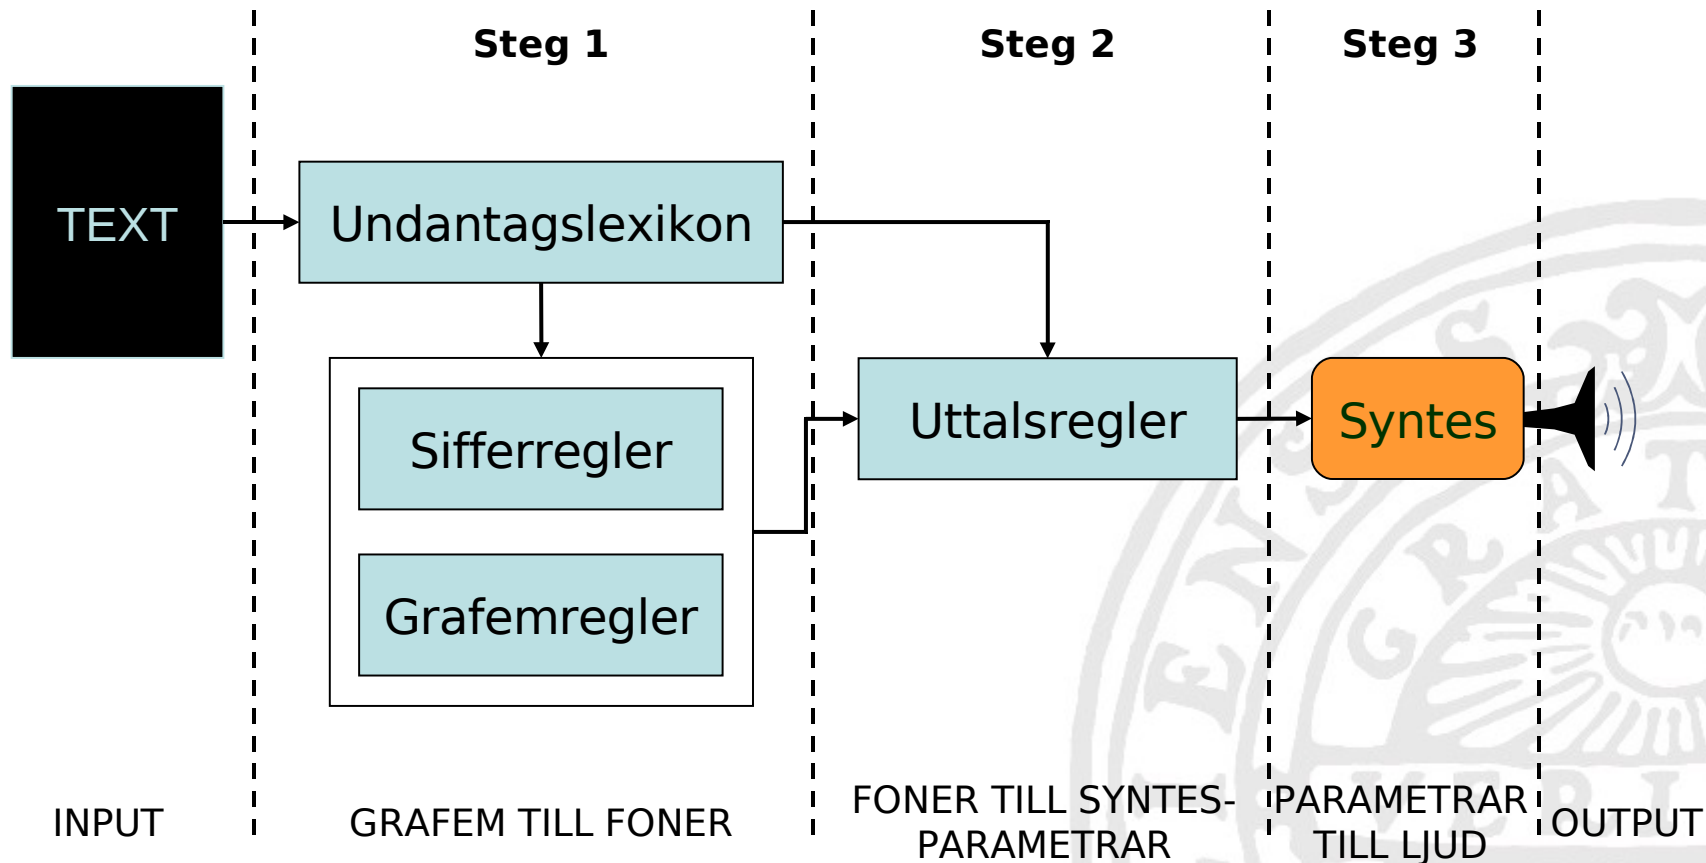 Steg 1
Steg 2
Steg 3
TEXT
Undantagslexikon
Sifferregler
Grafemregler
Uttalsregler
Syntes
INPUT
GRAFEM TILL FONER
FONER TILL SYNTES-
PARAMETRAR
PARAMETRAR
TILL LJUD
OUTPUT